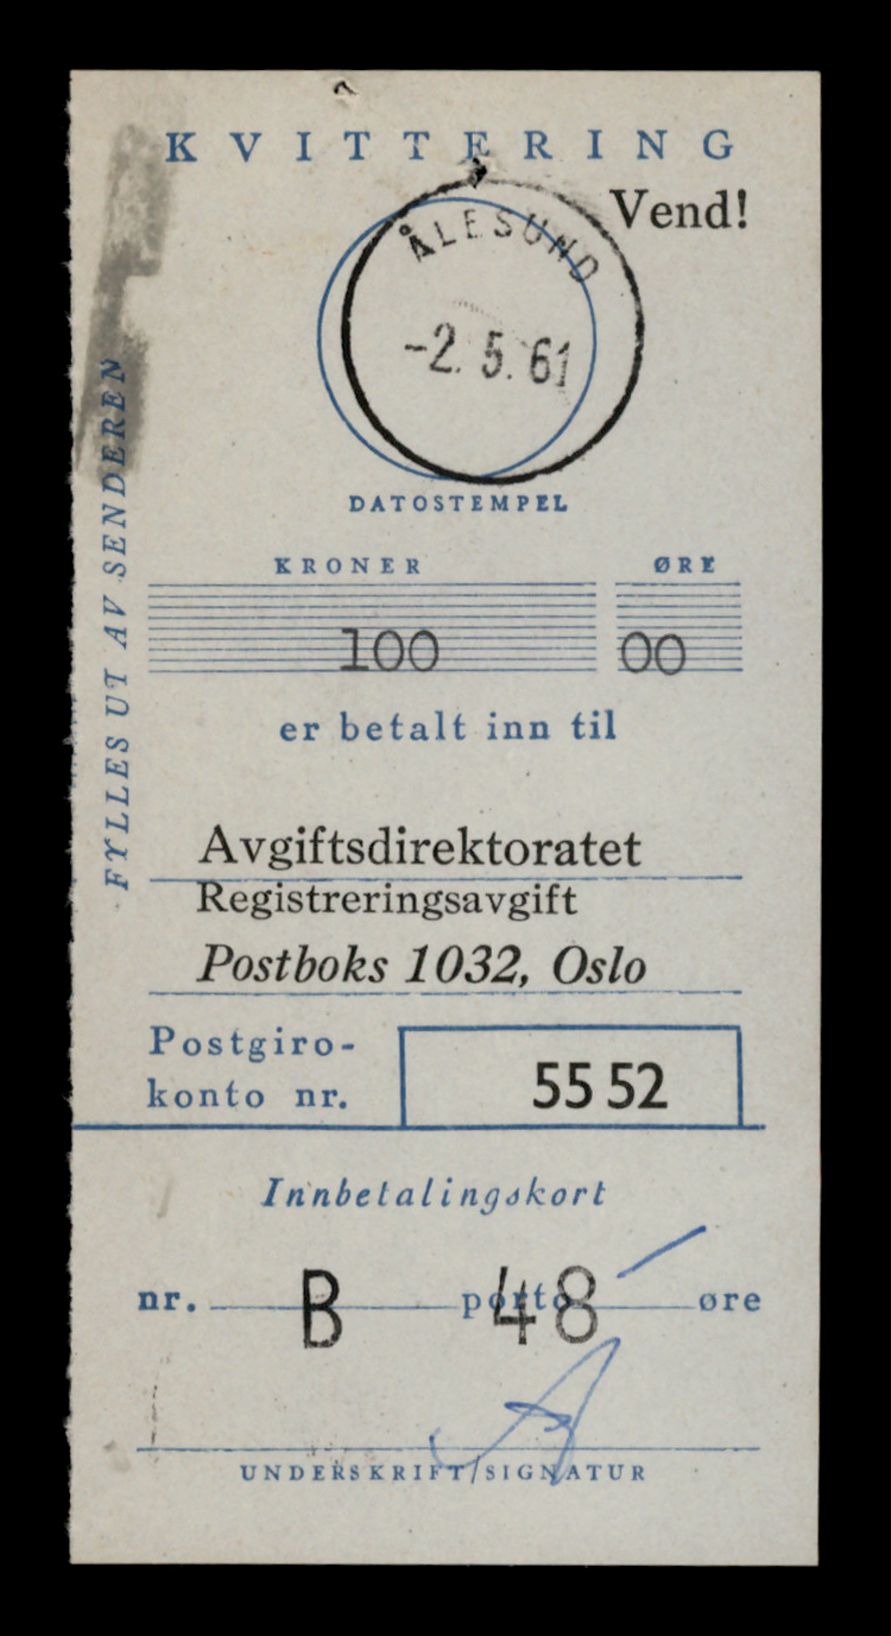 KVITTERING
Vend!
ÅLESUND
-2. 5. 61
DATOSTEMPEL
FYLLES UT AV SENDEREN
KRONER ØRE
100 00
er betalt inn til
Avgiftsdirektoratet
Registreringsavgift
Postboks 1032, Oslo
Postgiro-
konto nr. 55 52
Innbetalingskort
nr. B porto 48 øre
UNDERSKRIFT/SIGNATUR